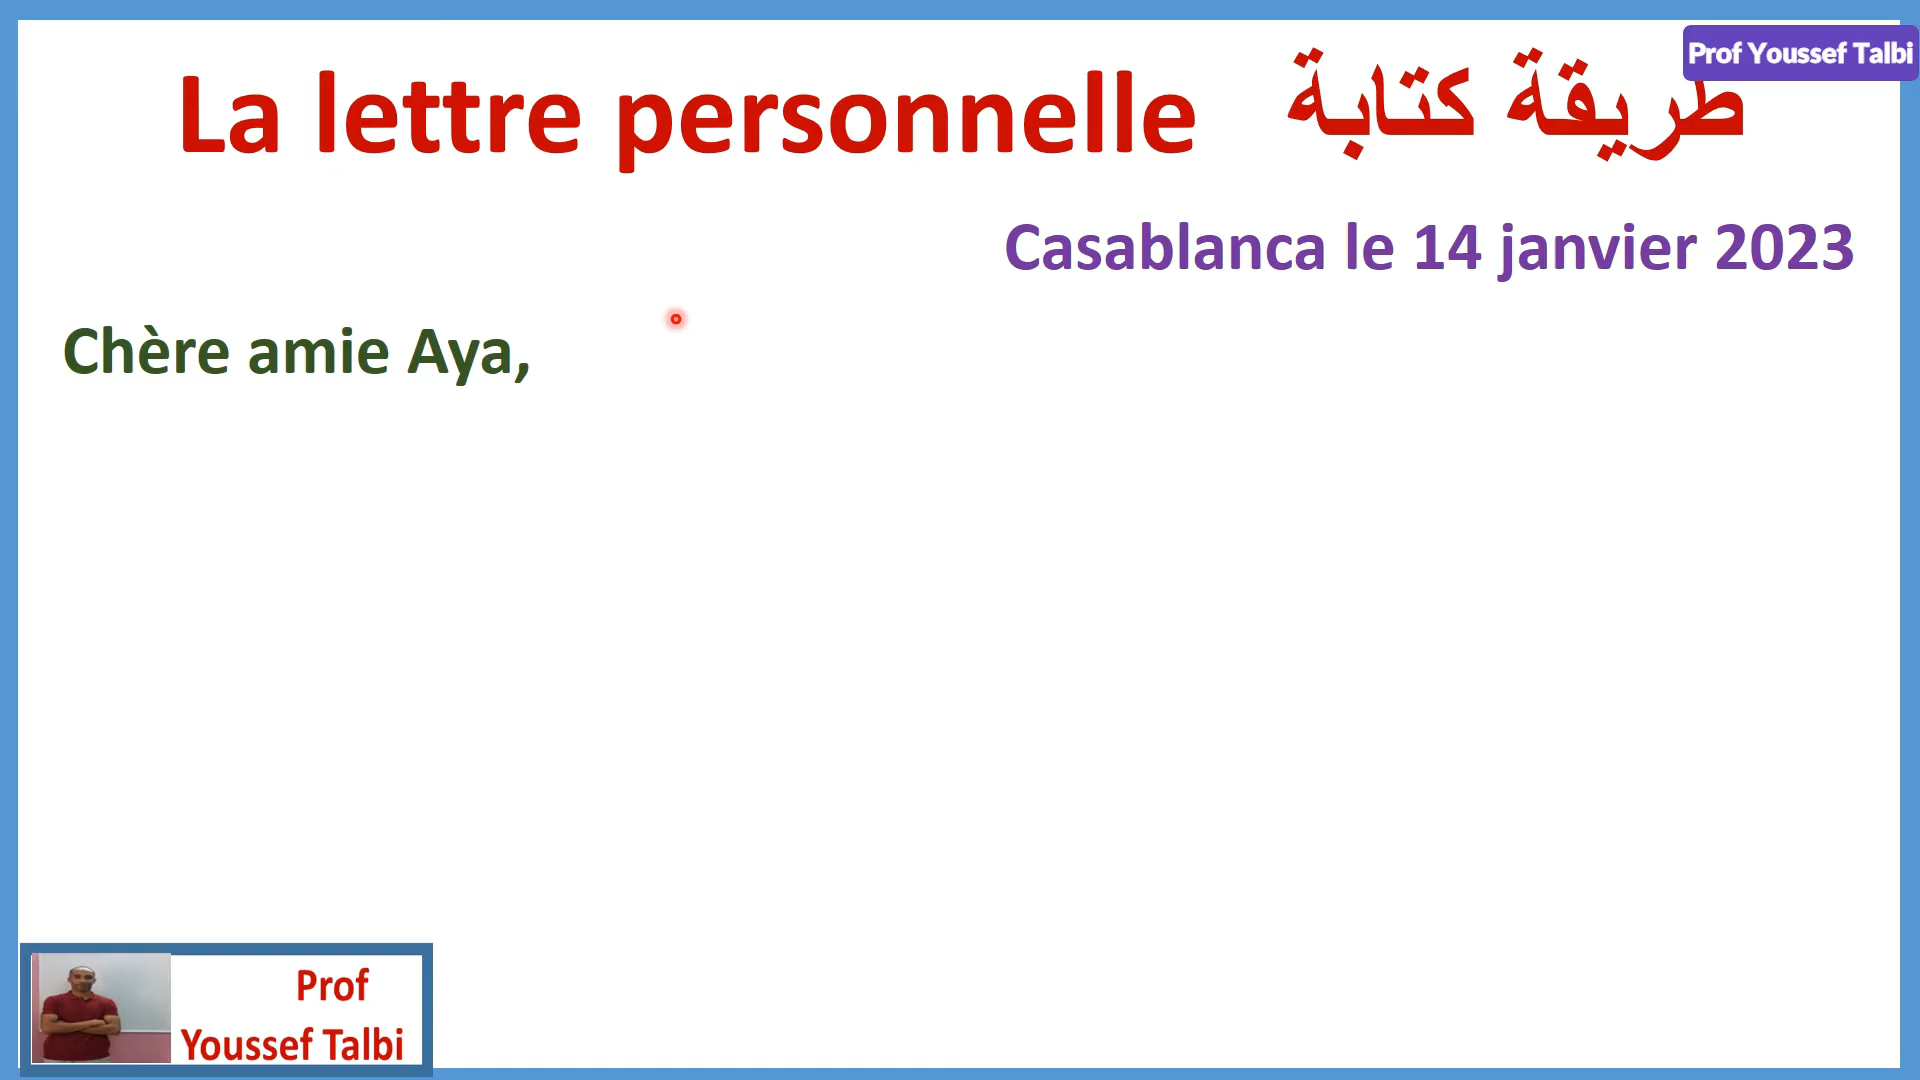 Prof Youssef Talbi
La lettre personnelle طريقة كتابة
Casablanca le 14 janvier 2023
Chère amie Aya,
Prof
Youssef Talbi